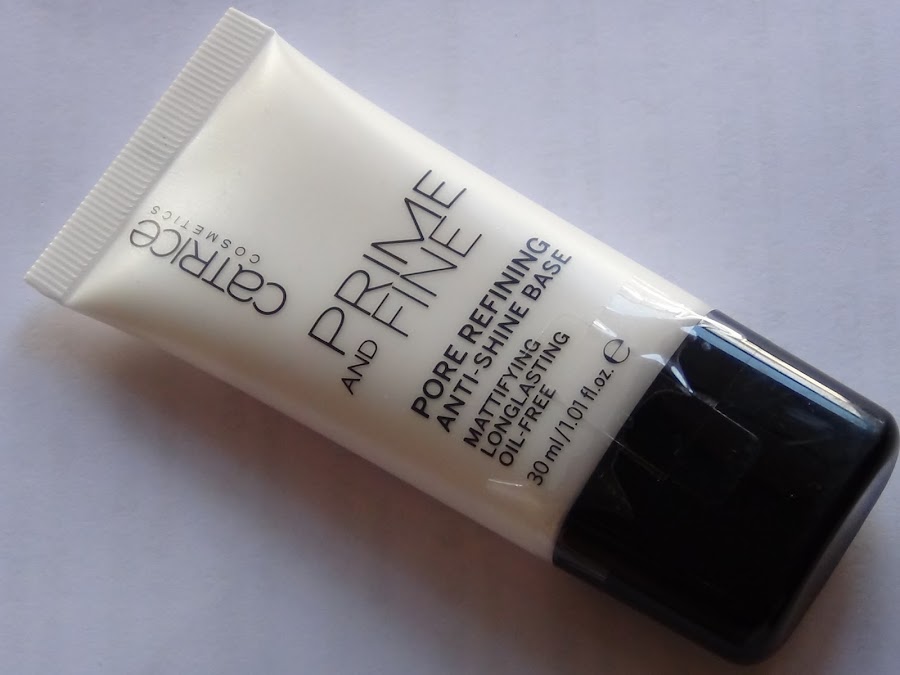 CATRICE
COSMETICS
PRIME
AND FINE
PORE REFINING
ANTI-SHINE BASE
MATTIFYING
LONGLASTING
OIL-FREE
30 ml/1.01 fl.oz. ℮